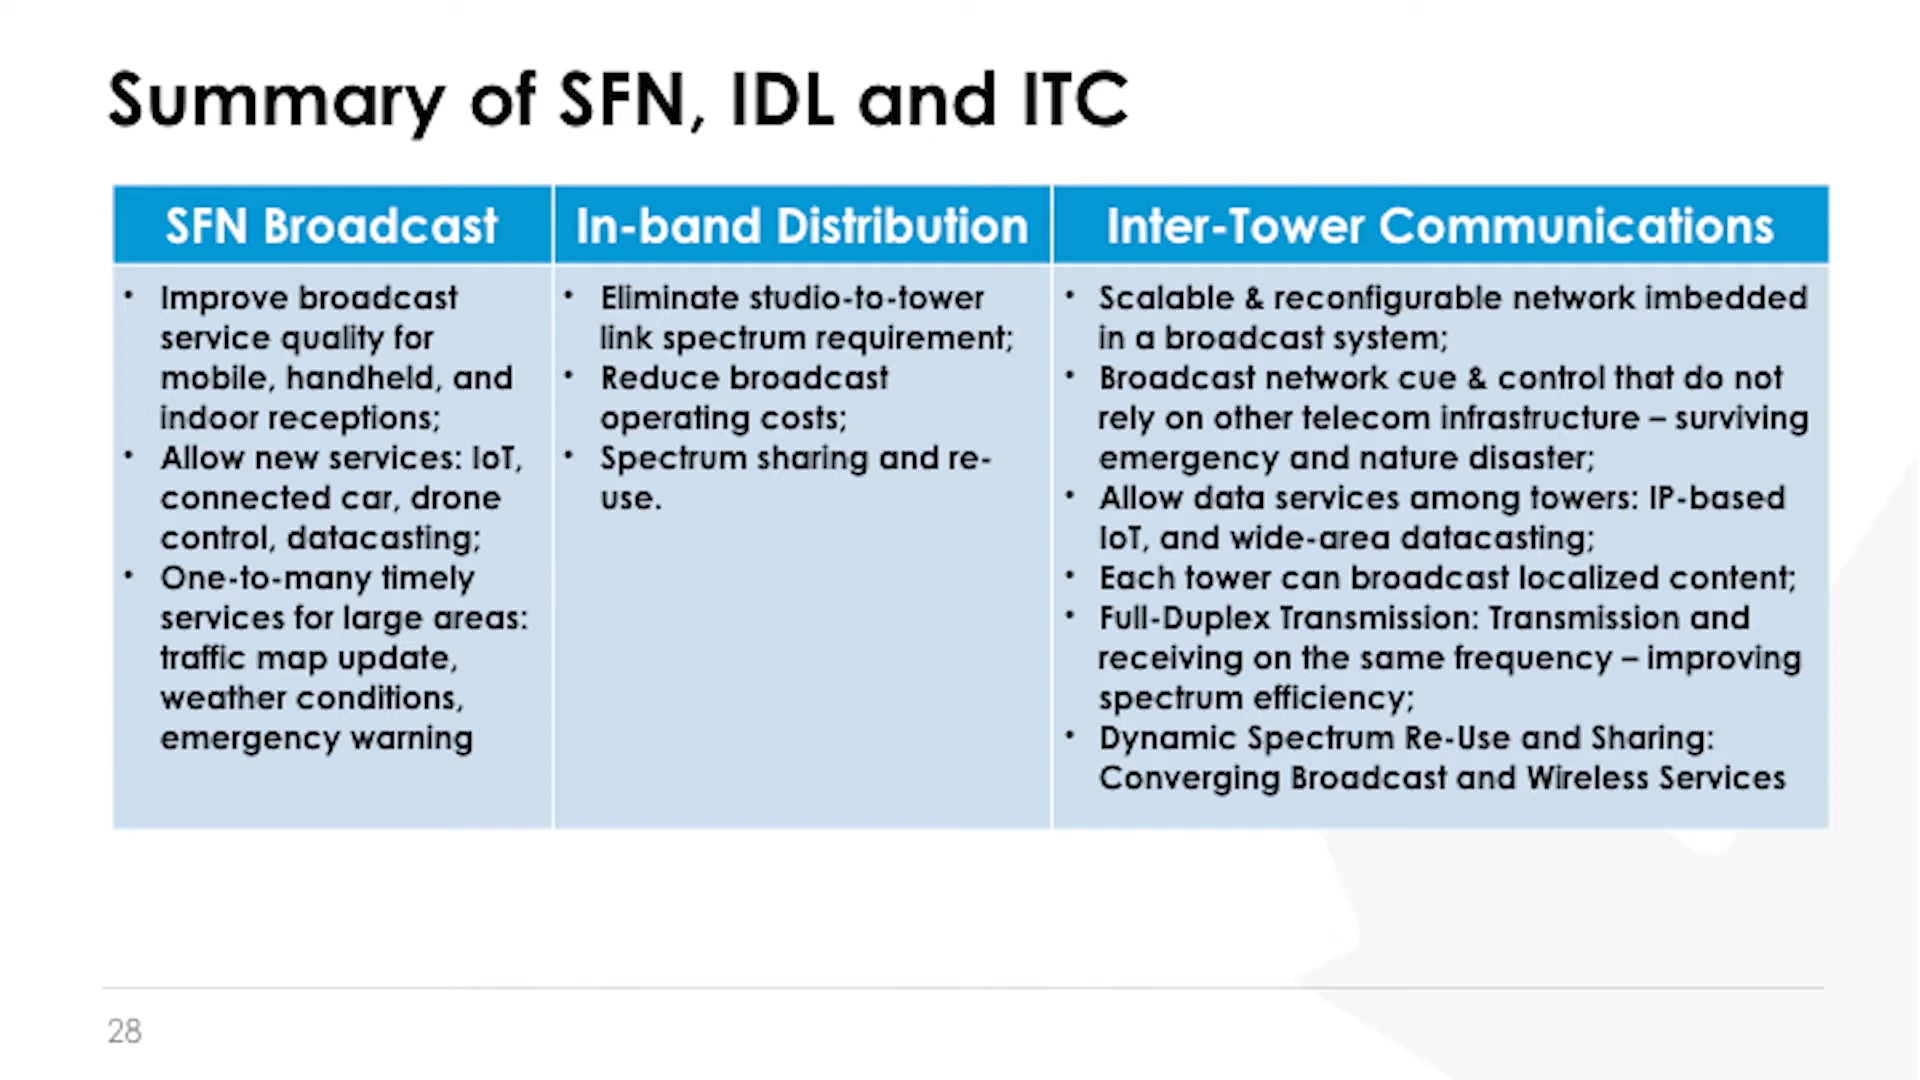 Summary of SFN, IDL and ITC
SFN Broadcast
In-band Distribution
Inter-Tower Communications
• Improve broadcast
service quality for
mobile, handheld, and
indoor receptions;
• Allow new services: IoT,
connected car, drone
control, datacasting;
• One-to-many timely
services for large areas:
traffic map update,
weather conditions,
emergency warning
• Eliminate studio-to-tower
link spectrum requirement;
• Reduce broadcast
operating costs;
• Spectrum sharing and re-
use.
• Scalable & reconfigurable network imbedded
in a broadcast system;
• Broadcast network cue & control that do not
rely on other telecom infrastructure – surviving
emergency and nature disaster;
• Allow data services among towers: IP-based
IoT, and wide-area datacasting;
• Each tower can broadcast localized content;
• Full-Duplex Transmission: Transmission and
receiving on the same frequency – improving
spectrum efficiency;
• Dynamic Spectrum Re-Use and Sharing:
Converging Broadcast and Wireless Services
28